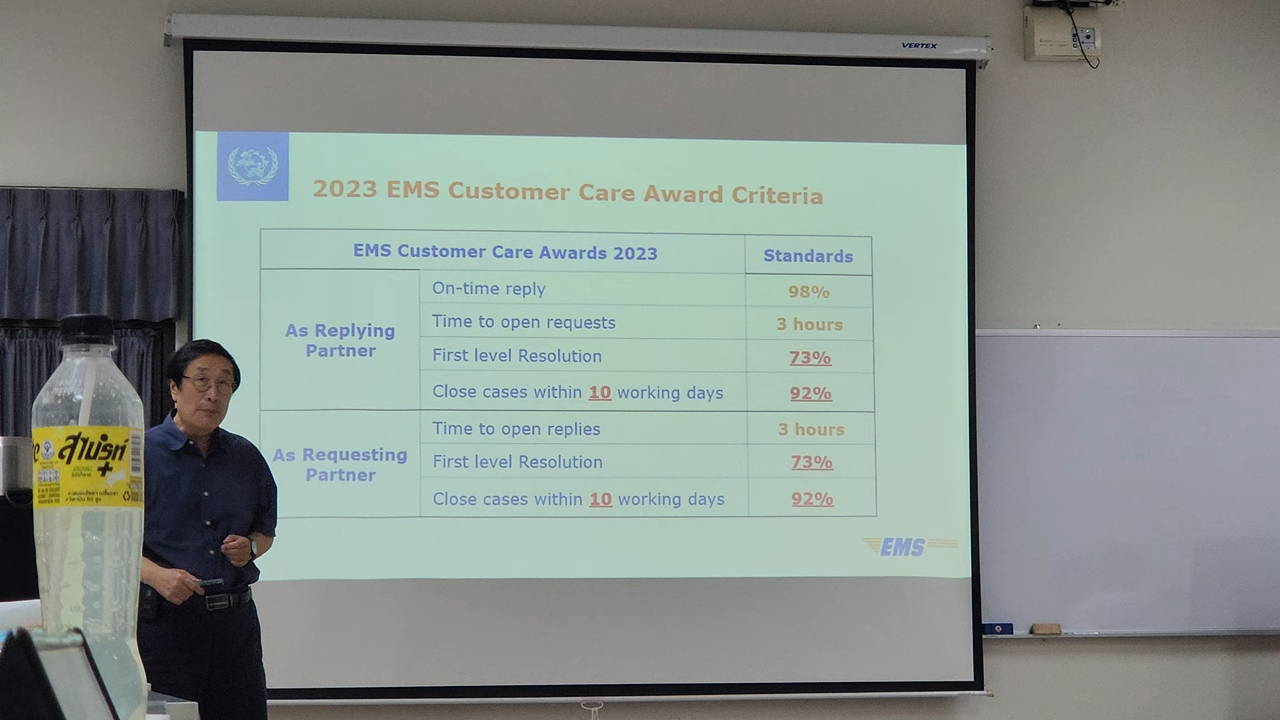 VERTEX
2023 EMS Customer Care Award Criteria
EMS Customer Care Awards 2023
Standards
As Replying
Partner
On-time reply
98%
Time to open requests
3 hours
First level Resolution
73%
Close cases within 10 working days
92%
As Requesting
Partner
Time to open replies
3 hours
First level Resolution
73%
Close cases within 10 working days
92%
EMS
สาปรท่
+